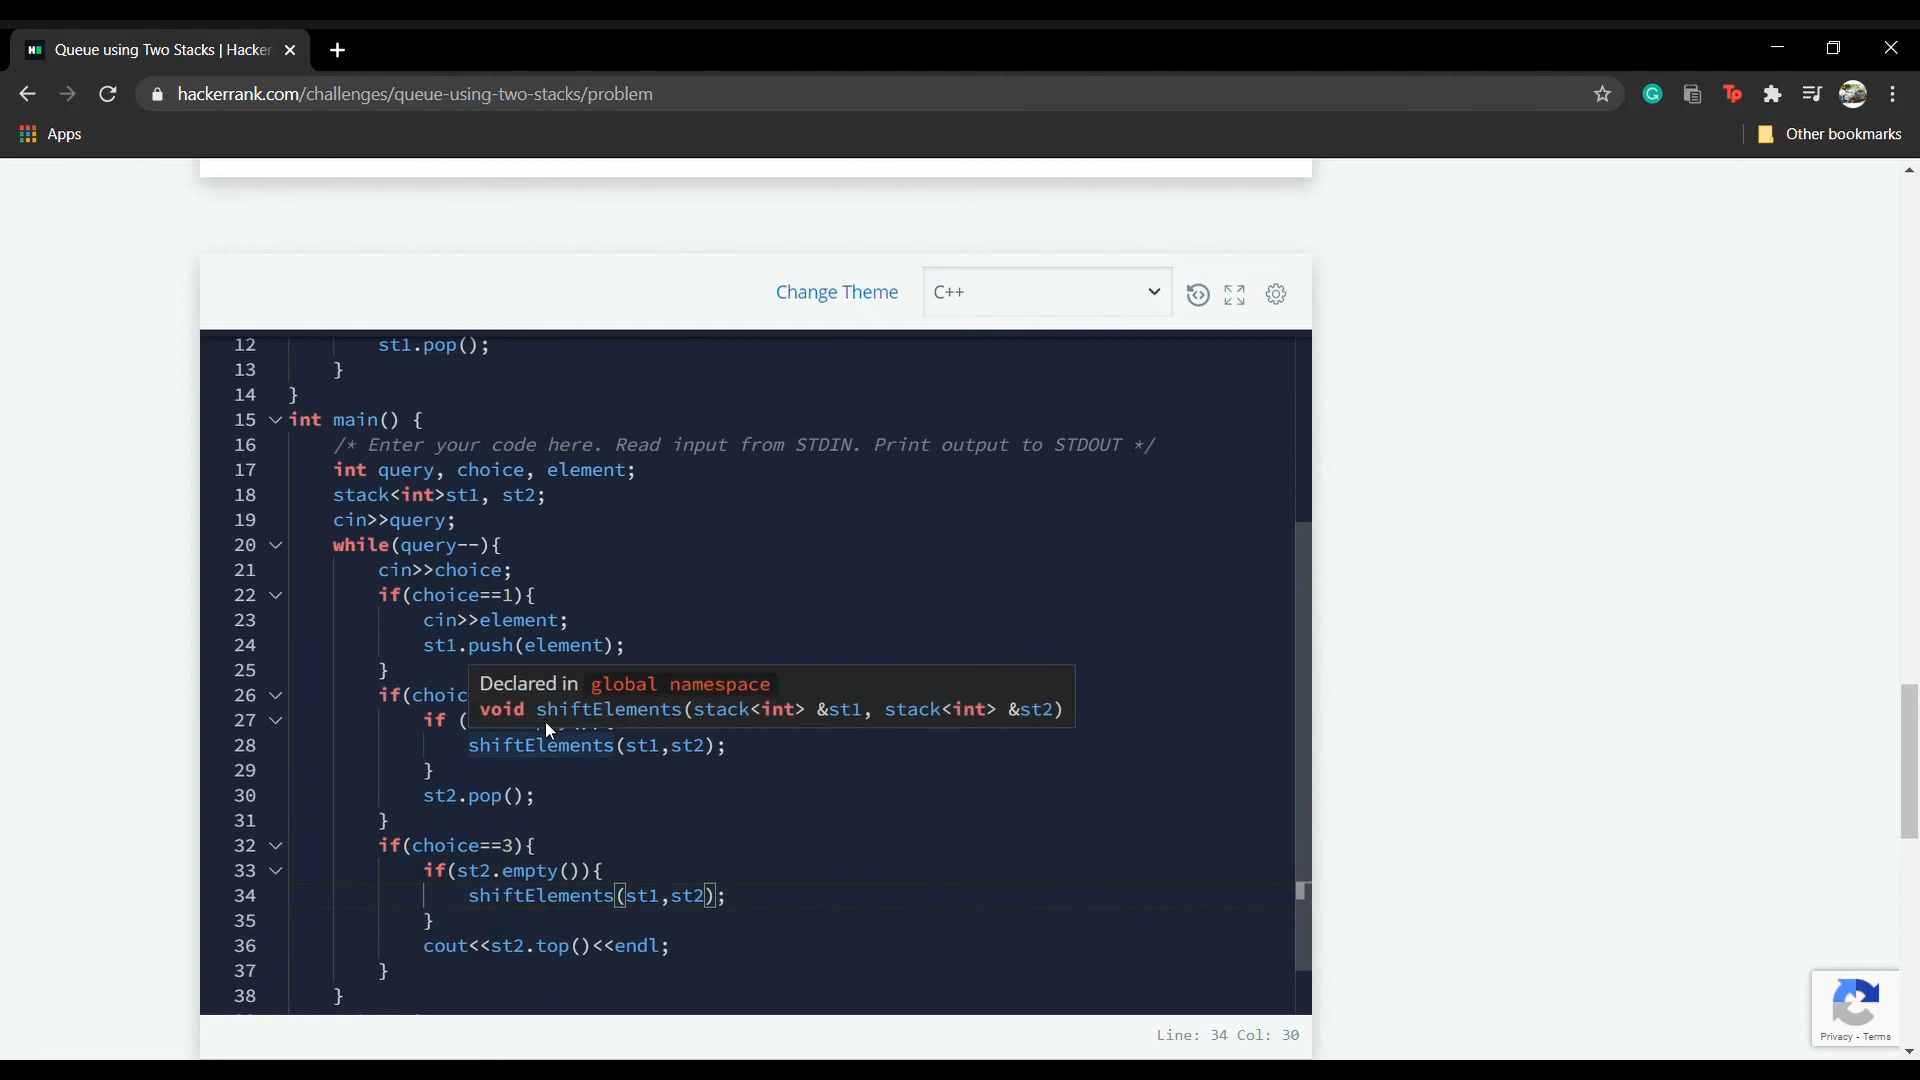 Queue using Two Stacks | Hacker
hackerrank.com/challenges/queue-using-two-stacks/problem
Apps
Other bookmarks
Change Theme
C++
12 st1.pop();
13 }
14 }
15 int main() {
16 /* Enter your code here. Read input from STDIN. Print output to STDOUT */
17 int query, choice, element;
18 stack<int>st1, st2;
19 cin>>query;
20 while(query--){
21 cin>>choice;
22 if(choice==1){
23 cin>>element;
24 st1.push(element);
25 }
Declared in global namespace
26 if(choic
void shiftElements(stack<int> &st1, stack<int> &st2)
27 if (
28 shiftElements(st1,st2);
29 }
30 st2.pop();
31 }
32 if(choice==3){
33 if(st2.empty()){
34 shiftElements(st1,st2);
35 }
36 cout<<st2.top()<<endl;
37 }
38 }
Line: 34 Col: 30
Privacy - Terms